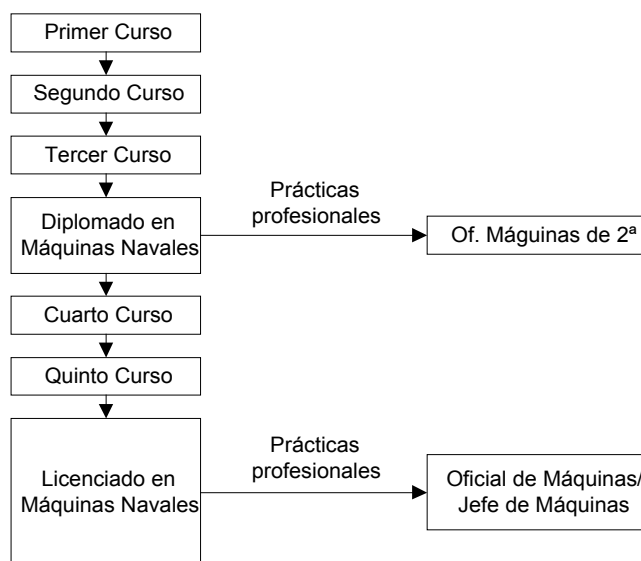 Primer Curso
Segundo Curso
Tercer Curso
Diplomado en
Máquinas Navales
Prácticas
profesionales
Of. Máguinas de 2ª
Cuarto Curso
Quinto Curso
Licenciado en
Máquinas Navales
Prácticas
profesionales
Oficial de Máquinas/
Jefe de Máquinas